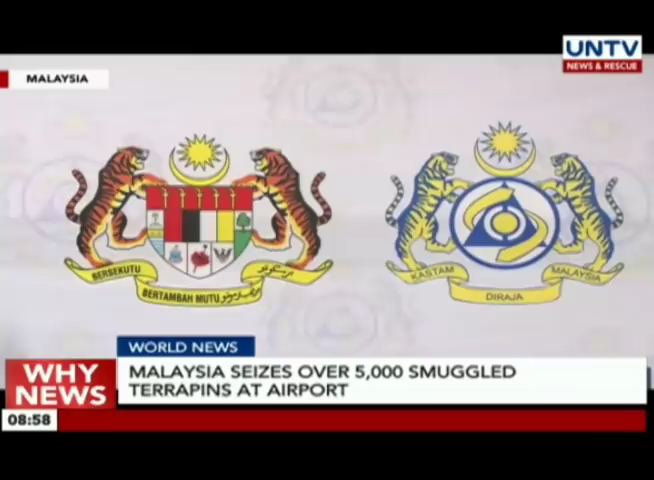 UNTV
NEWS & RESCUE
MALAYSIA
BERSEKUTU
BERTAMBAH MUTU
KASTAM
DIRAJA
MALAYSIA
WORLD NEWS
WHY
NEWS
MALAYSIA SEIZES OVER 5,000 SMUGGLED
TERRAPINS AT AIRPORT
08:58